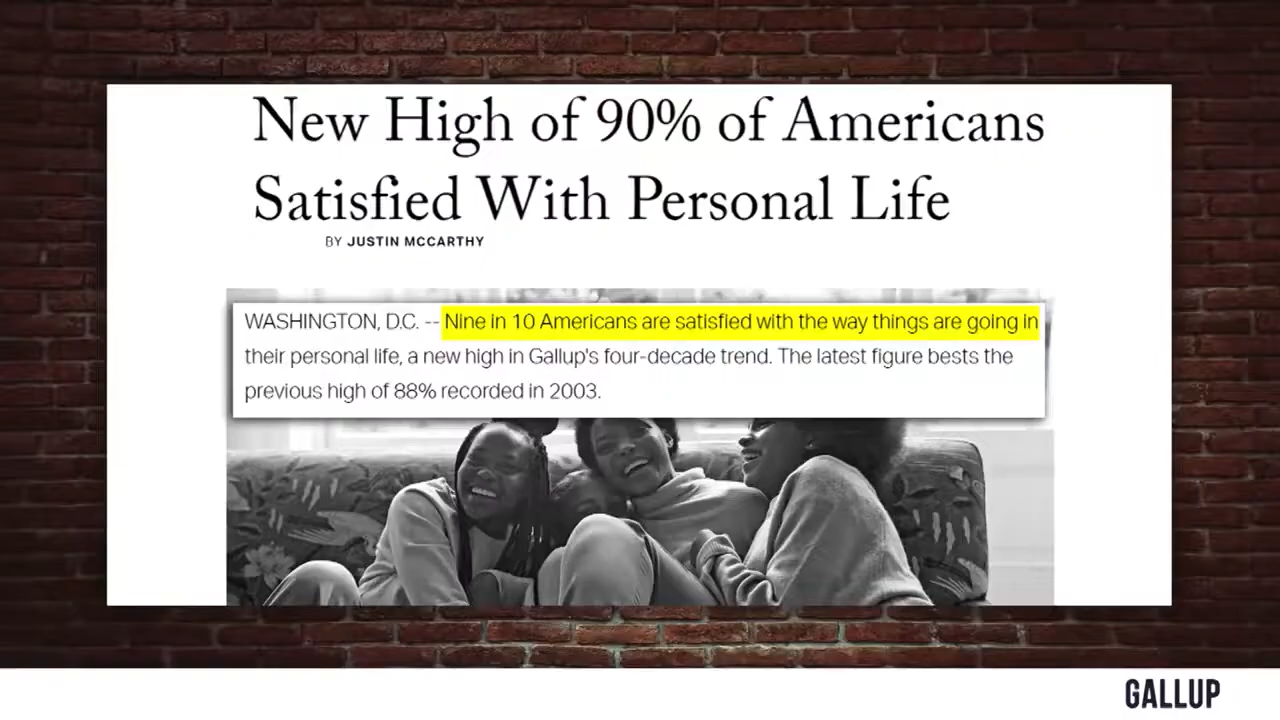 New High of 90% of Americans
Satisfied With Personal Life
BY JUSTIN MCCARTHY
WASHINGTON, D.C. -- Nine in 10 Americans are satisfied with the way things are going in
their personal life, a new high in Gallup's four-decade trend. The latest figure bests the
previous high of 88% recorded in 2003.
GALLUP